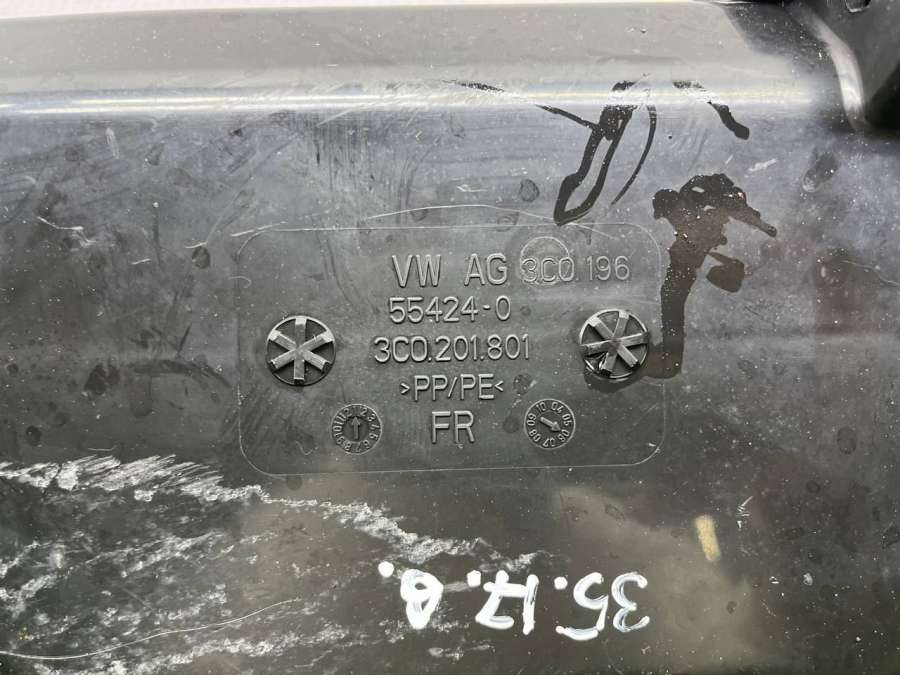 VW AG 3C0.196
55424-0
3C0.201.801
>PP/PE<
FR
35.17.6.